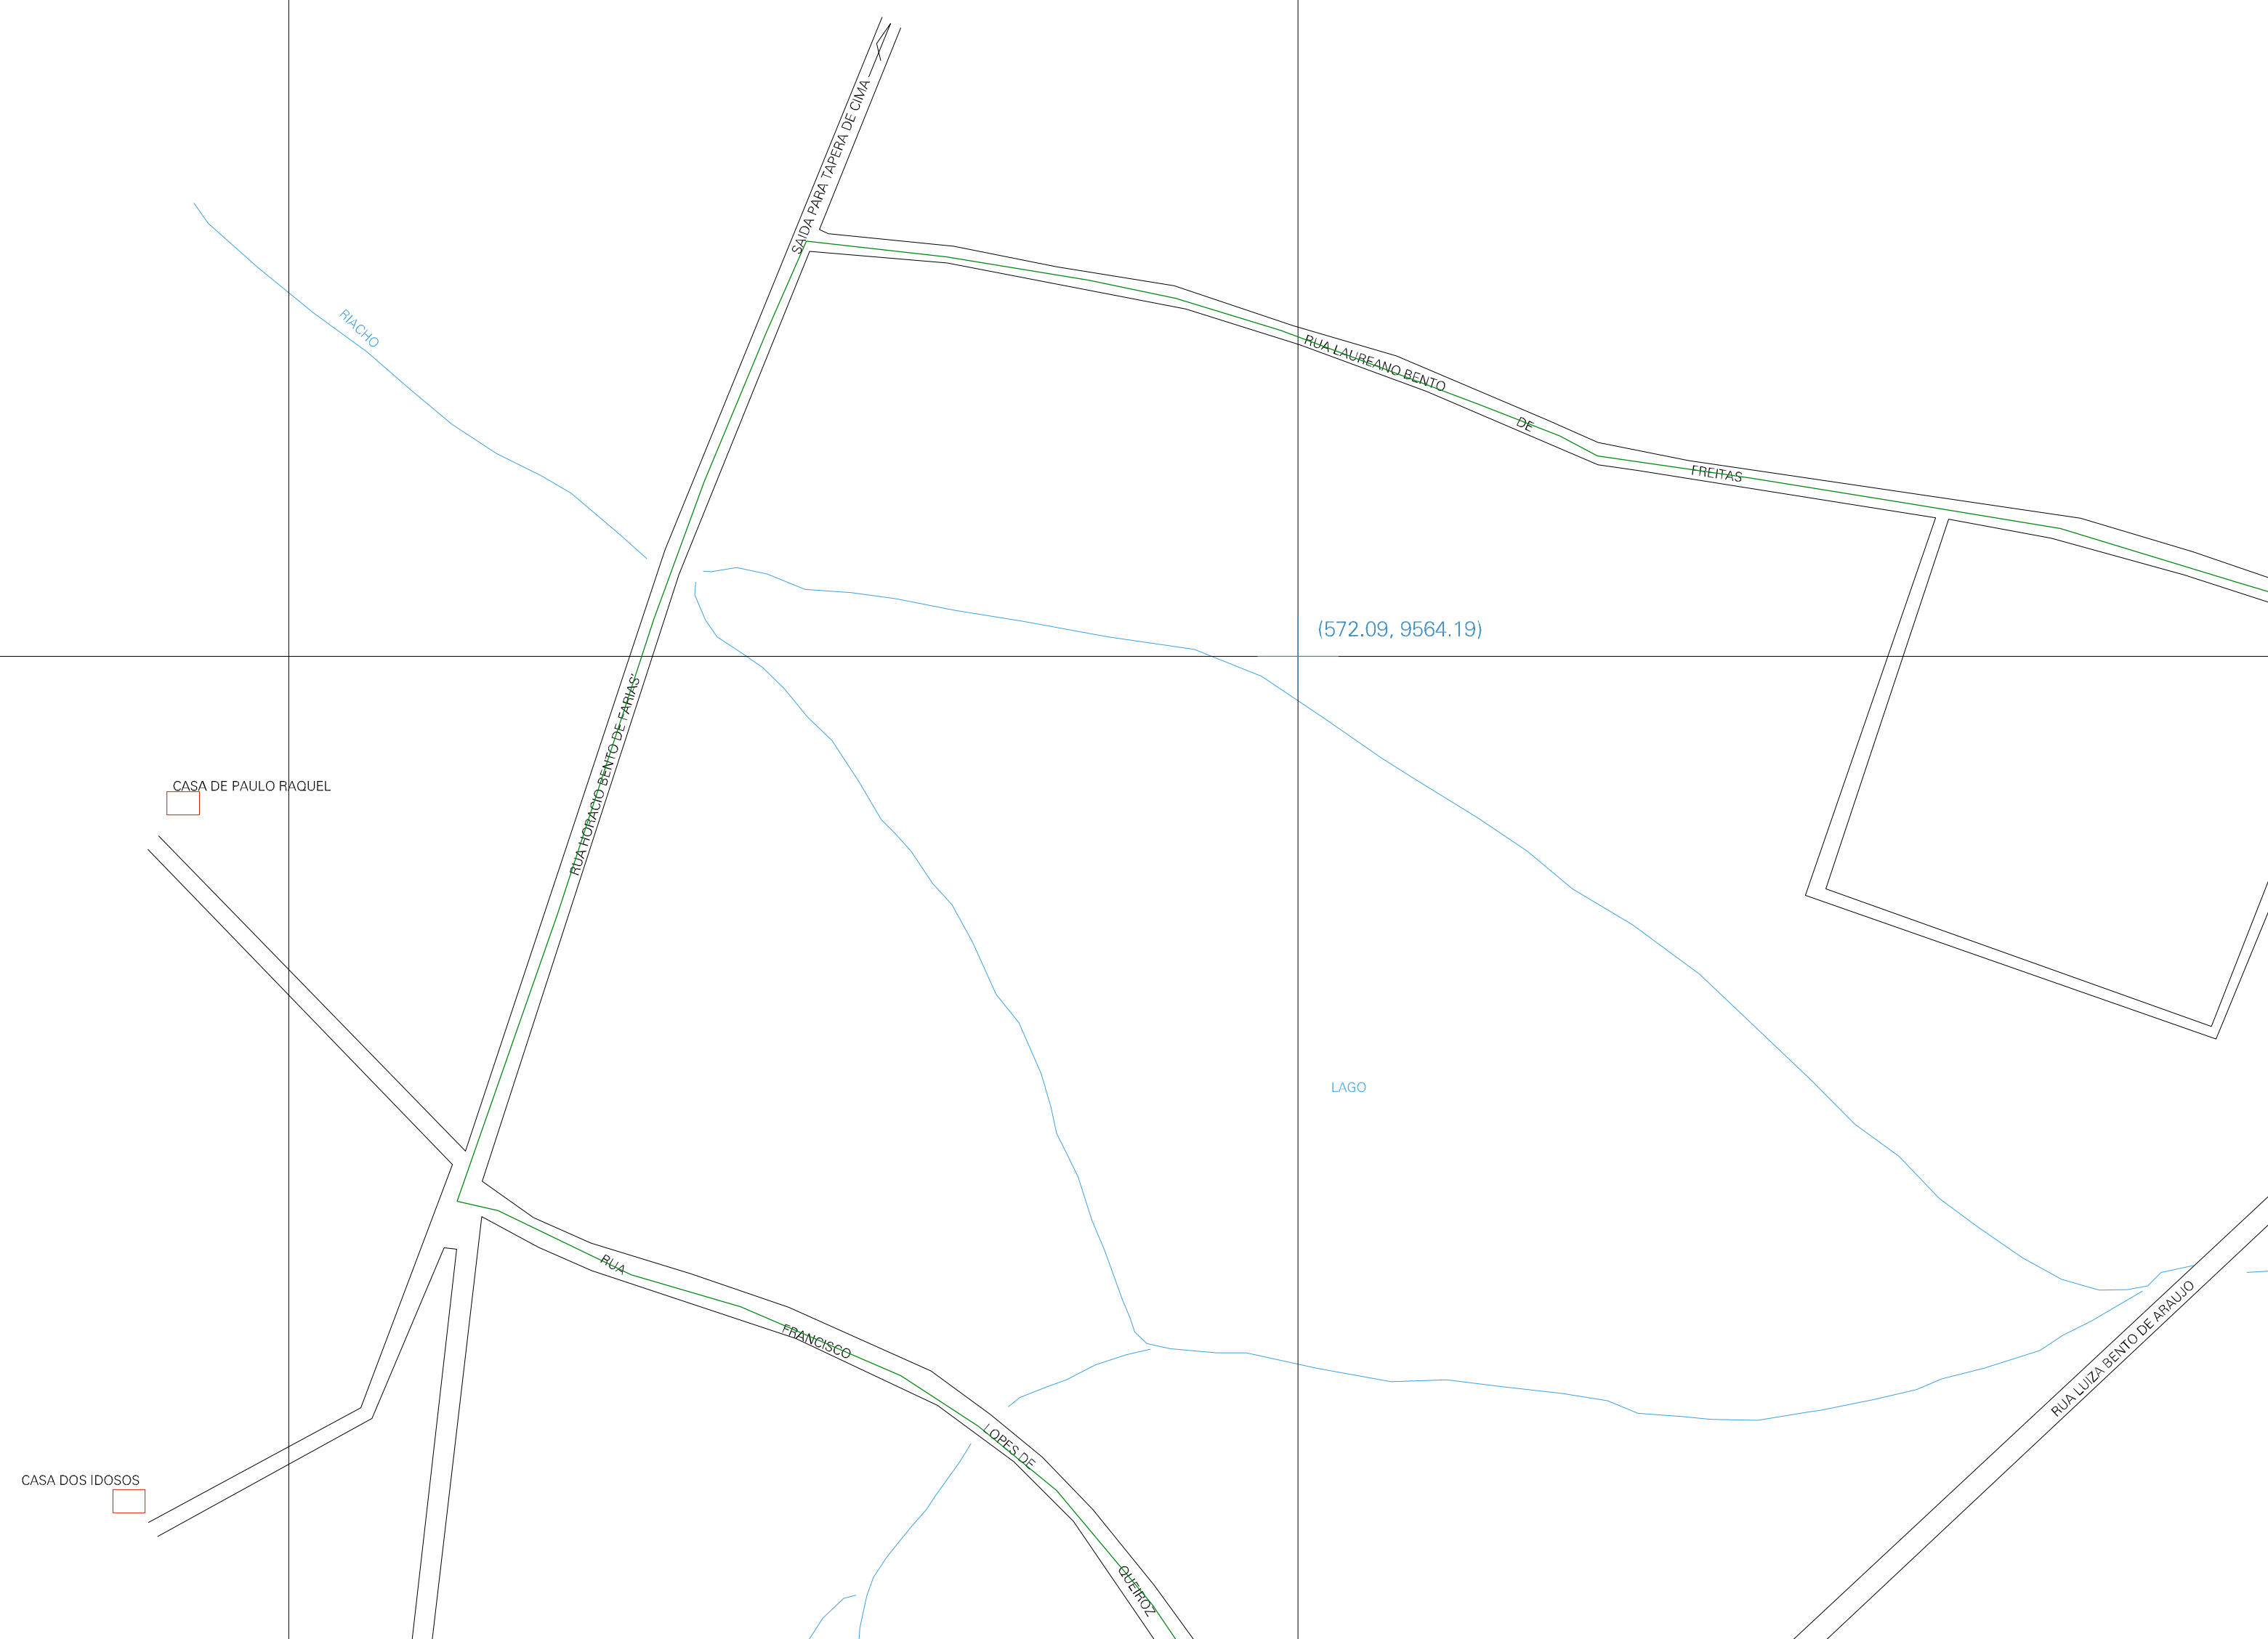 SAIDA PARA TAPERA DE CIMA
RIACHO
RUA LAUREANO BENTO
DE
FREITAS
(572.09, 9564.19)
RUA HORACIO BENTO DE FARIAS'
CASA DE PAULO RAQUEL
LAGO
RUA
FRANCISCO
LOPES DE
QUEIROZ
RUA LUIZA BENTO DE ARAUJO
CASA DOS IDOSOS